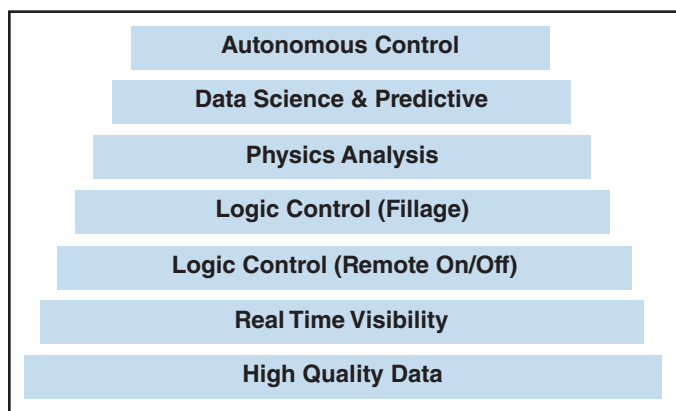 Autonomous Control
Data Science & Predictive
Physics Analysis
Logic Control (Fillage)
Logic Control (Remote On/Off)
Real Time Visibility
High Quality Data